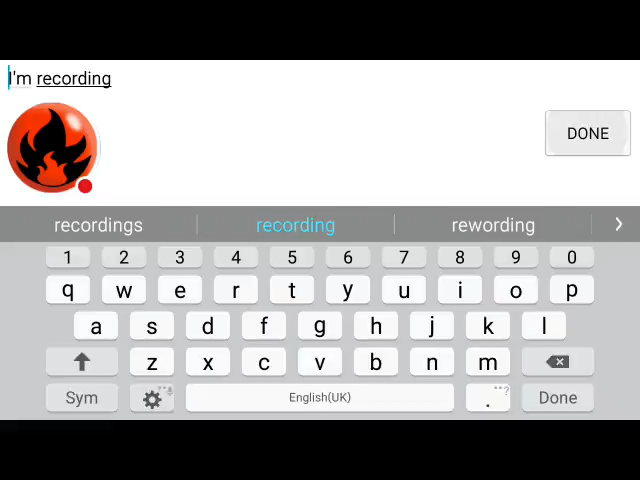 I'm recording
DONE
recordings recording rewording >
1 2 3 4 5 6 7 8 9 0
q w e r t y u i o p
a s d f g h j k l
z x c v b n m
Sym English(UK) . Done